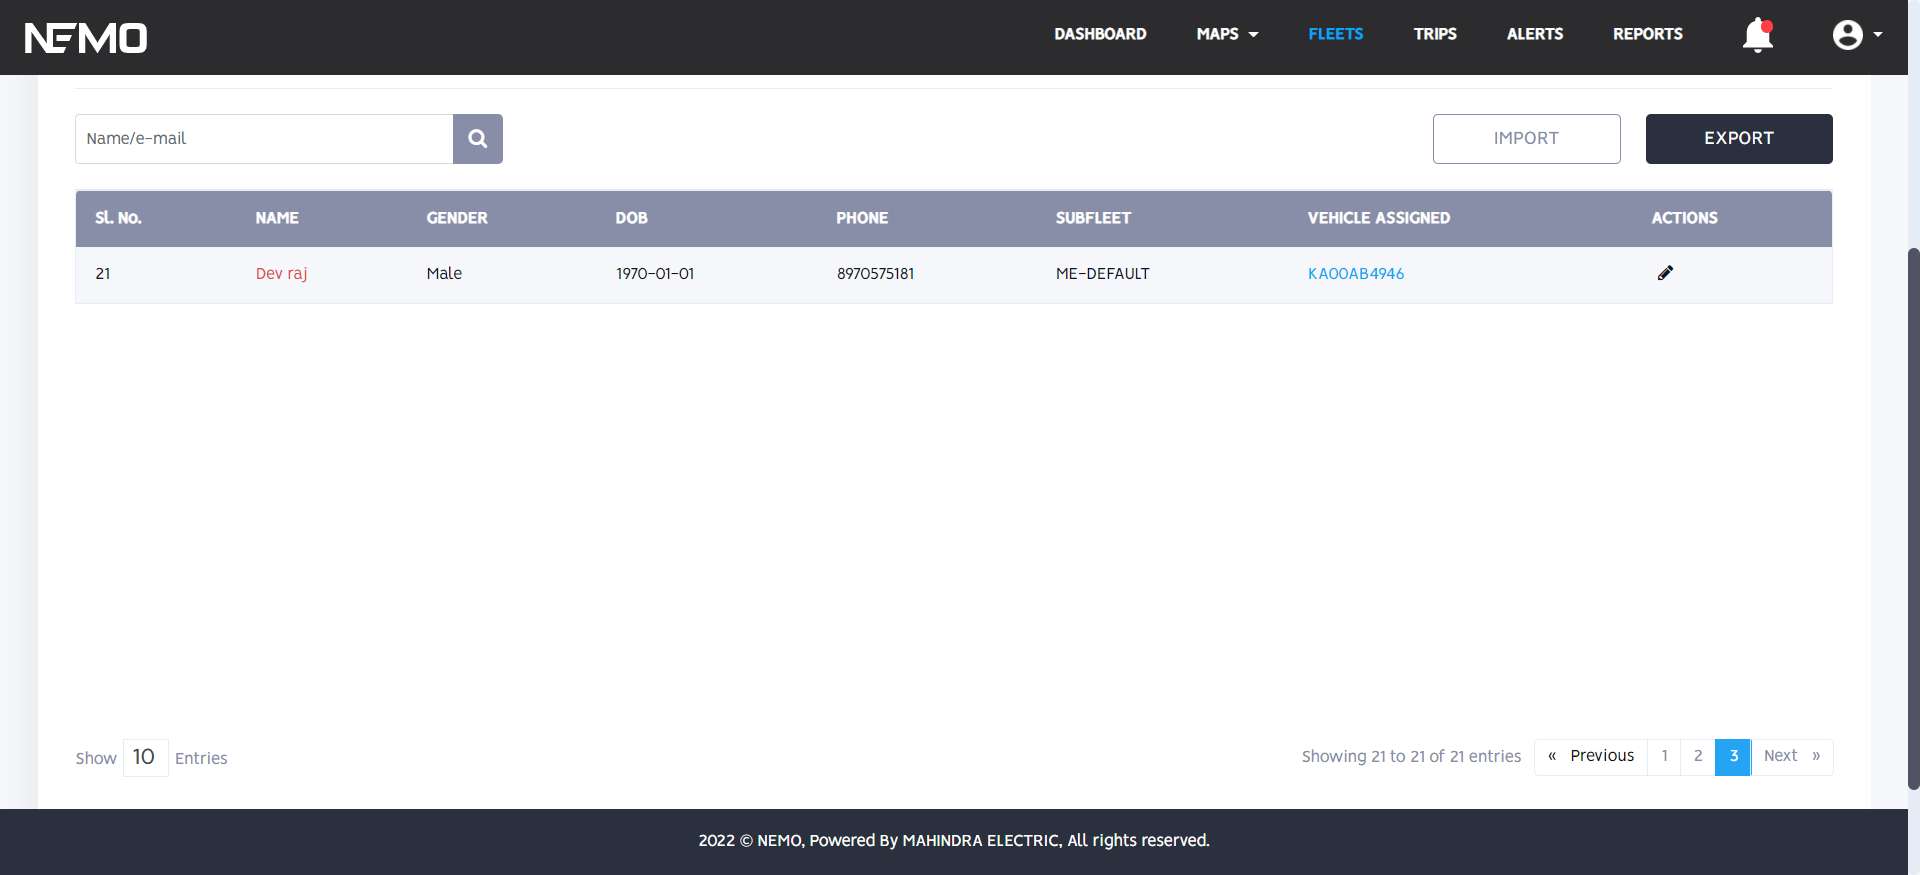 NEMO DASHBOARD MAPS FLEETS TRIPS ALERTS REPORTS
Name/e-mail IMPORT EXPORT
Sl. No. NAME GENDER DOB PHONE SUBFLEET VEHICLE ASSIGNED ACTIONS
21 Dev raj Male 1970-01-01 8970575181 ME-DEFAULT KA00AB4946
Show 10 Entries Showing 21 to 21 of 21 entries « Previous 1 2 3 Next »
2022 © NEMO, Powered By MAHINDRA ELECTRIC, All rights reserved.